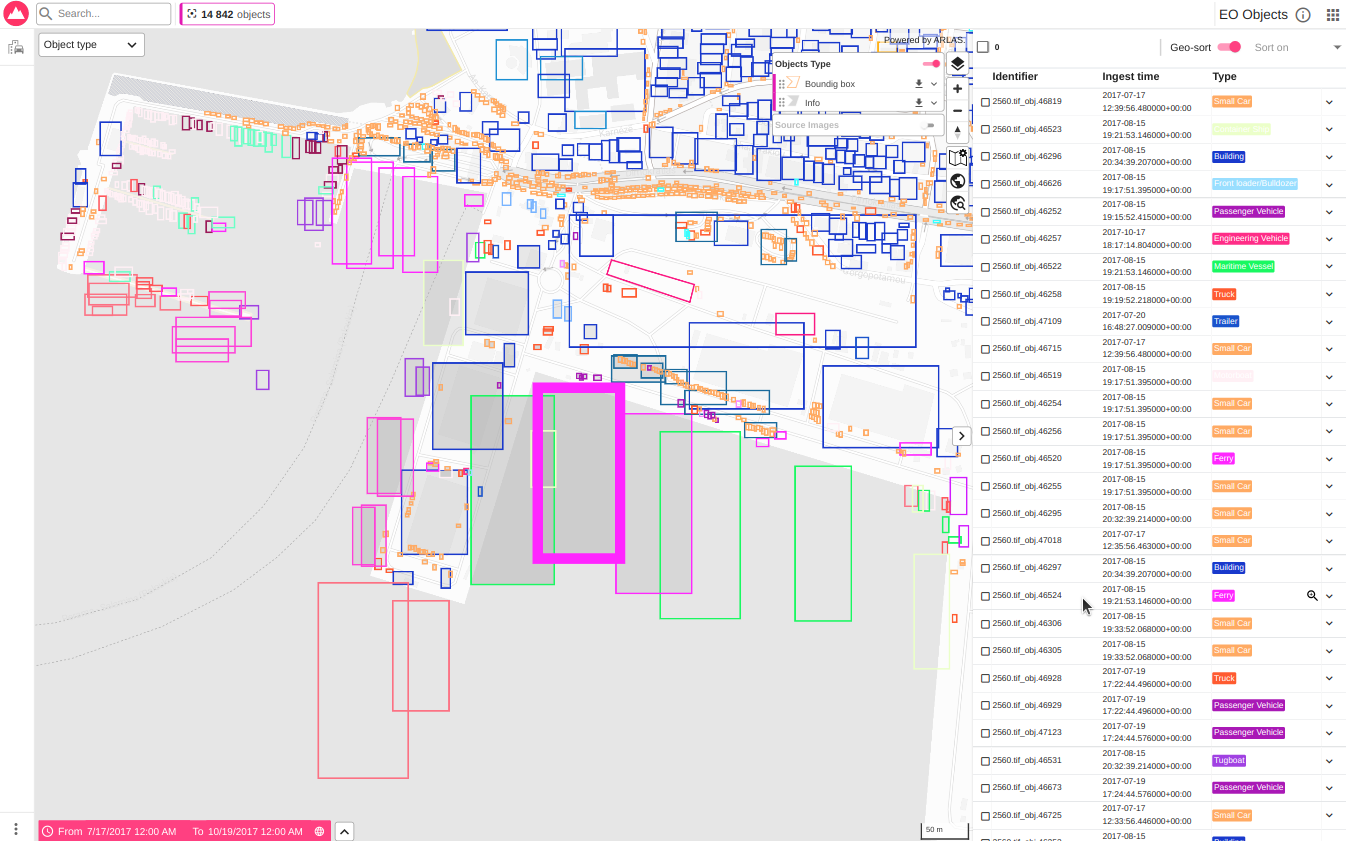 Search...
14 842 objects
EO Objects
Object type
Powered by ARLAS.
Objects Type
Boundig box
Info
Source Images
0
Geo-sort
Sort on
Identifier Ingest time Type
2560.tif_obj.46819 2017-07-17 12:39:56.480000+00:00 Small Car
2560.tif_obj.46523 2017-08-15 19:21:53.146000+00:00
2560.tif_obj.46296 2017-08-15 20:34:39.207000+00:00 Building
2560.tif_obj.46626 2017-08-15 19:17:51.395000+00:00 Front loader/Bulldozer
2560.tif_obj.46252 2017-08-15 19:15:52.415000+00:00 Passenger Vehicle
2560.tif_obj.46257 2017-10-17 18:17:14.804000+00:00 Engineering Vehicle
2560.tif_obj.46522 2017-08-15 19:21:53.146000+00:00 Maritime Vessel
2560.tif_obj.46258 2017-08-15 19:19:52.218000+00:00 Truck
2560.tif_obj.47109 2017-07-20 16:48:27.009000+00:00 Trailer
2560.tif_obj.46715 2017-07-17 12:39:56.480000+00:00 Small Car
2560.tif_obj.46519 2017-08-15 19:17:51.395000+00:00
2560.tif_obj.46254 2017-08-15 19:17:51.395000+00:00 Small Car
2560.tif_obj.46256 2017-08-15 19:17:51.395000+00:00 Small Car
2560.tif_obj.46520 2017-08-15 19:17:51.395000+00:00 Ferry
2560.tif_obj.46255 2017-08-15 19:17:51.395000+00:00 Small Car
2560.tif_obj.46295 2017-08-15 20:32:39.214000+00:00 Small Car
2560.tif_obj.47018 2017-07-17 12:35:56.463000+00:00 Small Car
2560.tif_obj.46297 2017-08-15 20:34:39.207000+00:00 Building
2560.tif_obj.46524 2017-08-15 19:21:53.146000+00:00 Ferry
2560.tif_obj.46306 2017-08-15 19:33:52.068000+00:00 Small Car
2560.tif_obj.46305 2017-08-15 19:33:52.068000+00:00 Small Car
2560.tif_obj.46928 2017-07-19 17:22:44.496000+00:00 Truck
2560.tif_obj.46929 2017-07-19 17:22:44.496000+00:00 Passenger Vehicle
2560.tif_obj.47123 2017-07-19 17:24:44.576000+00:00 Passenger Vehicle
2560.tif_obj.46531 2017-08-15 20:32:39.214000+00:00 Tugboat
2560.tif_obj.46673 2017-07-19 17:24:44.576000+00:00 Passenger Vehicle
2560.tif_obj.46725 2017-07-17 12:33:56.446000+00:00 Small Car
2017-08-15
From 7/17/2017 12:00 AM To 10/19/2017 12:00 AM
50 m